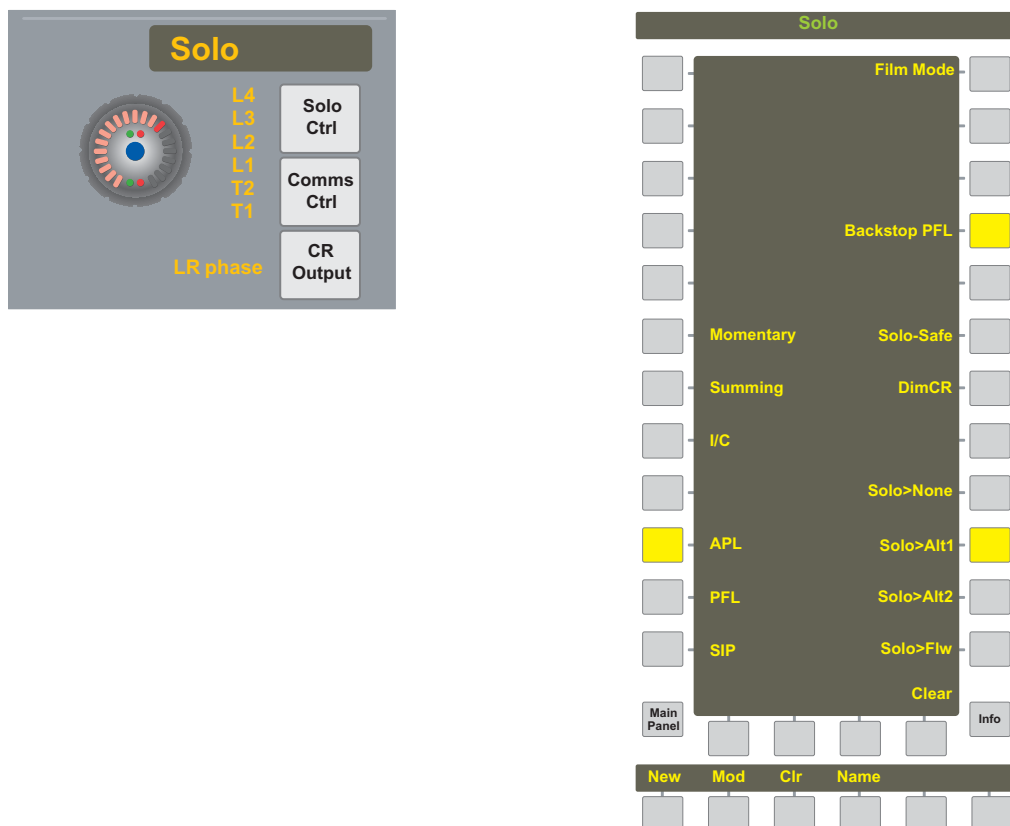 Solo
L4
L3
L2
L1
T2
T1
LR phase
Solo
Ctrl
Comms
Ctrl
CR
Output
Solo
Film Mode
Backstop PFL
Momentary Solo-Safe
Summing DimCR
I/C
Solo>None
APL Solo>Alt1
PFL Solo>Alt2
SIP Solo>Flw
Clear
Main
Panel
Info
New Mod Clr Name